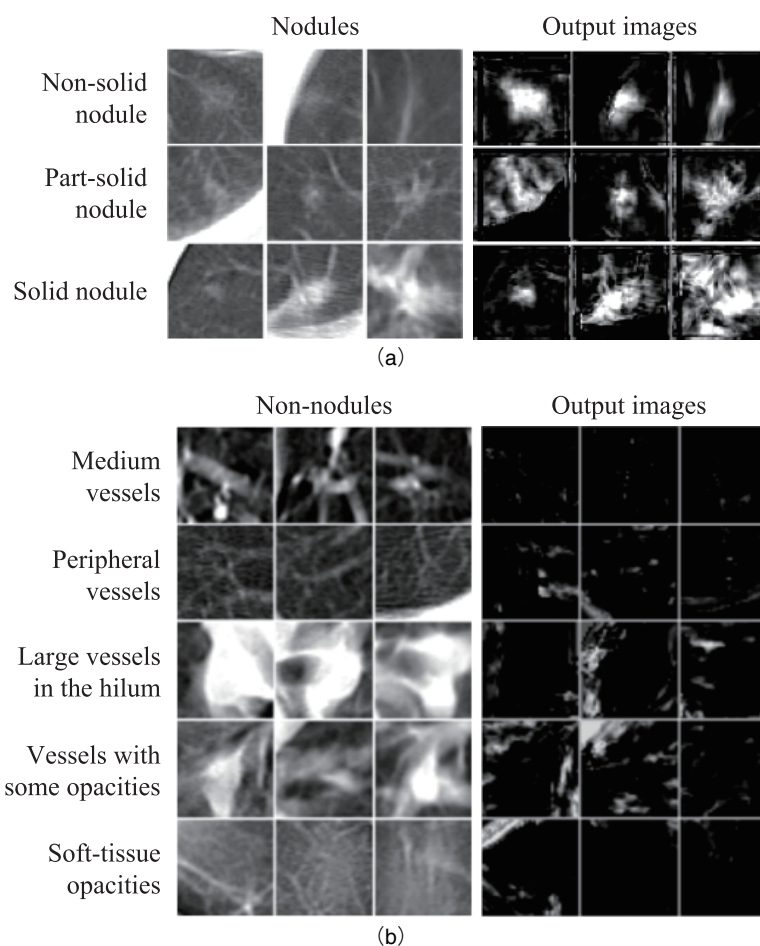 Nodules
Output images
Non-solid
nodule
Part-solid
nodule
Solid nodule
(a)
Non-nodules
Output images
Medium
vessels
Peripheral
vessels
Large vessels
in the hilum
Vessels with
some opacities
Soft-tissue
opacities
(b)